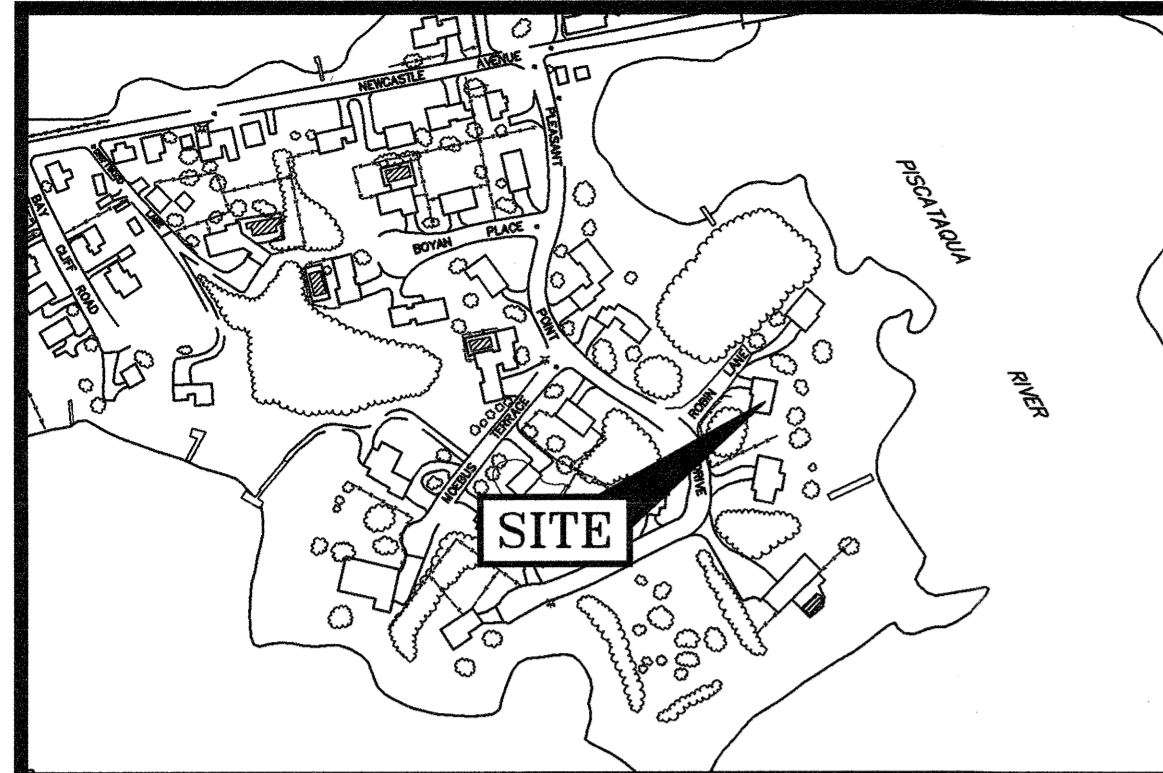 NEWCASTLE AVENUE
PLEASANT
POINT
DRIVE
BAY CLIFF ROAD
LANE
BOYAN PLACE
PISCATAQUA
RIVER
ROBIN LANE
MOEBUS TERRACE
SITE